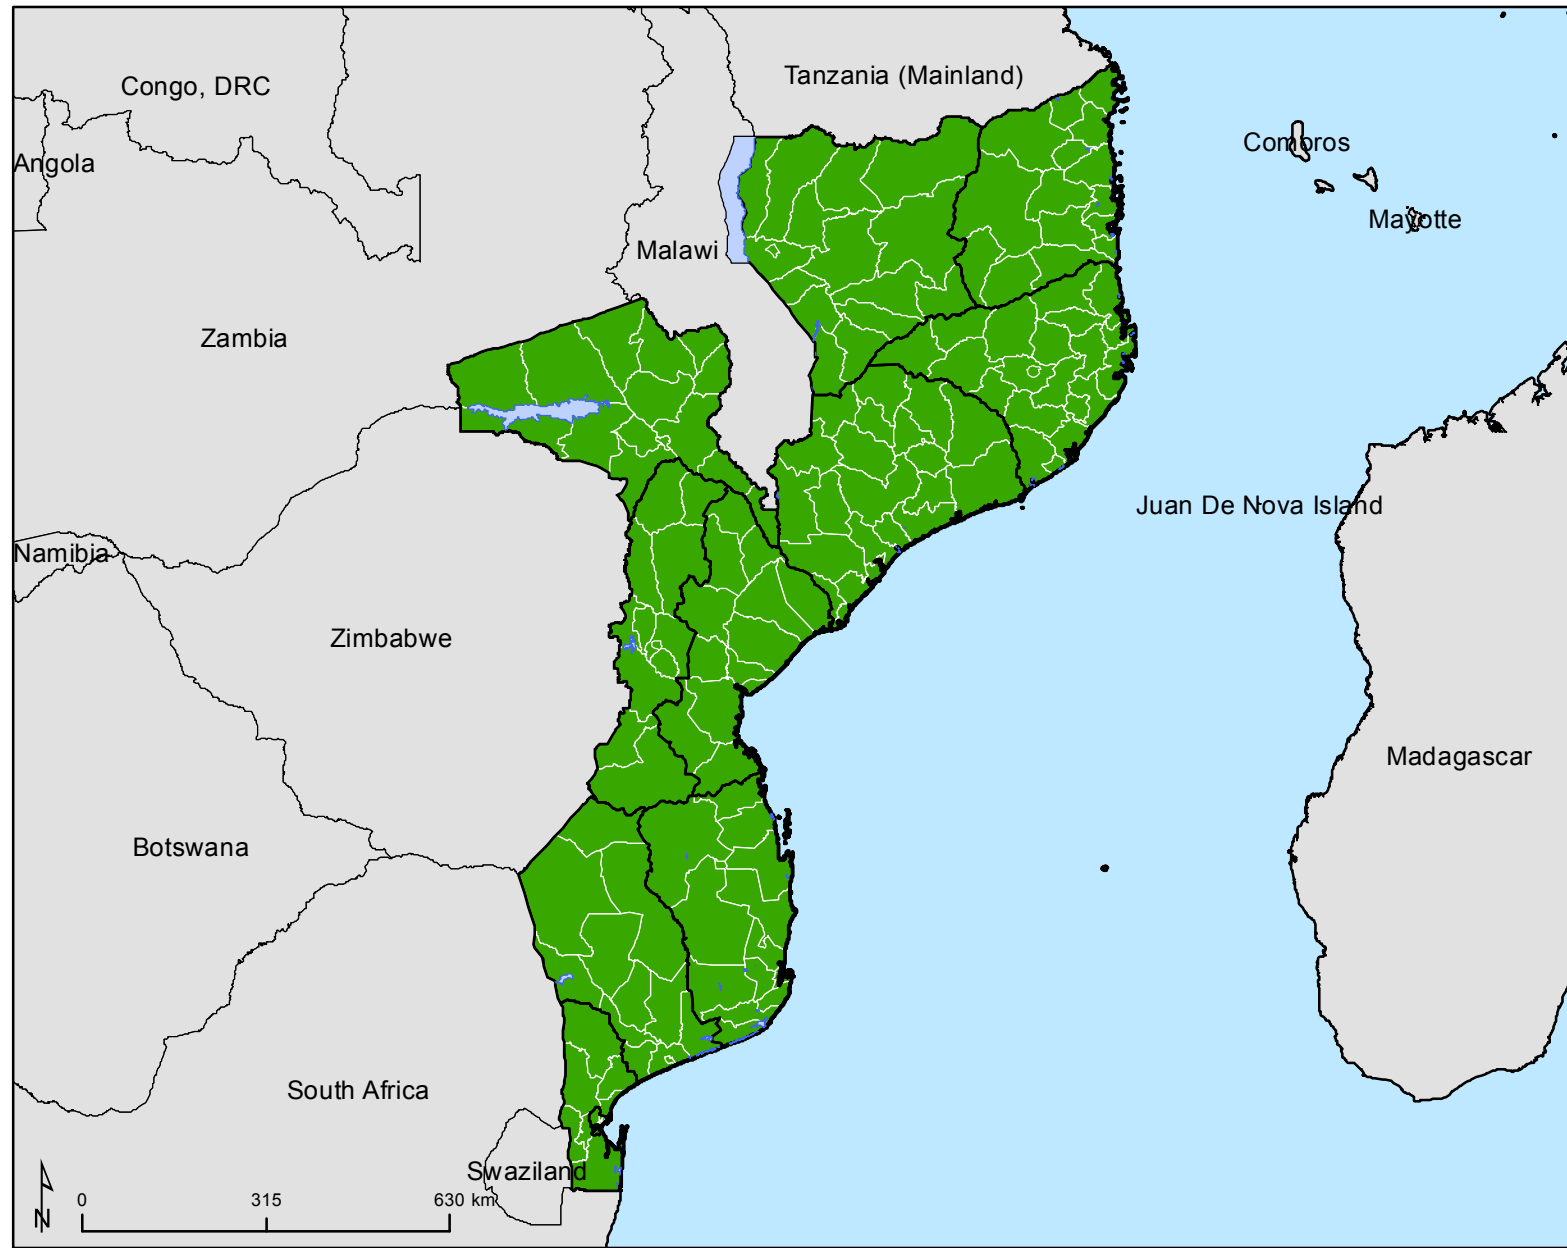 Tanzania (Mainland)
Congo, DRC
Comoros
Angola
Mayotte
Malawi
Zambia
Juan De Nova Island
Namibia
Zimbabwe
Madagascar
Botswana
South Africa
Swaziland
0 315 630 km
N